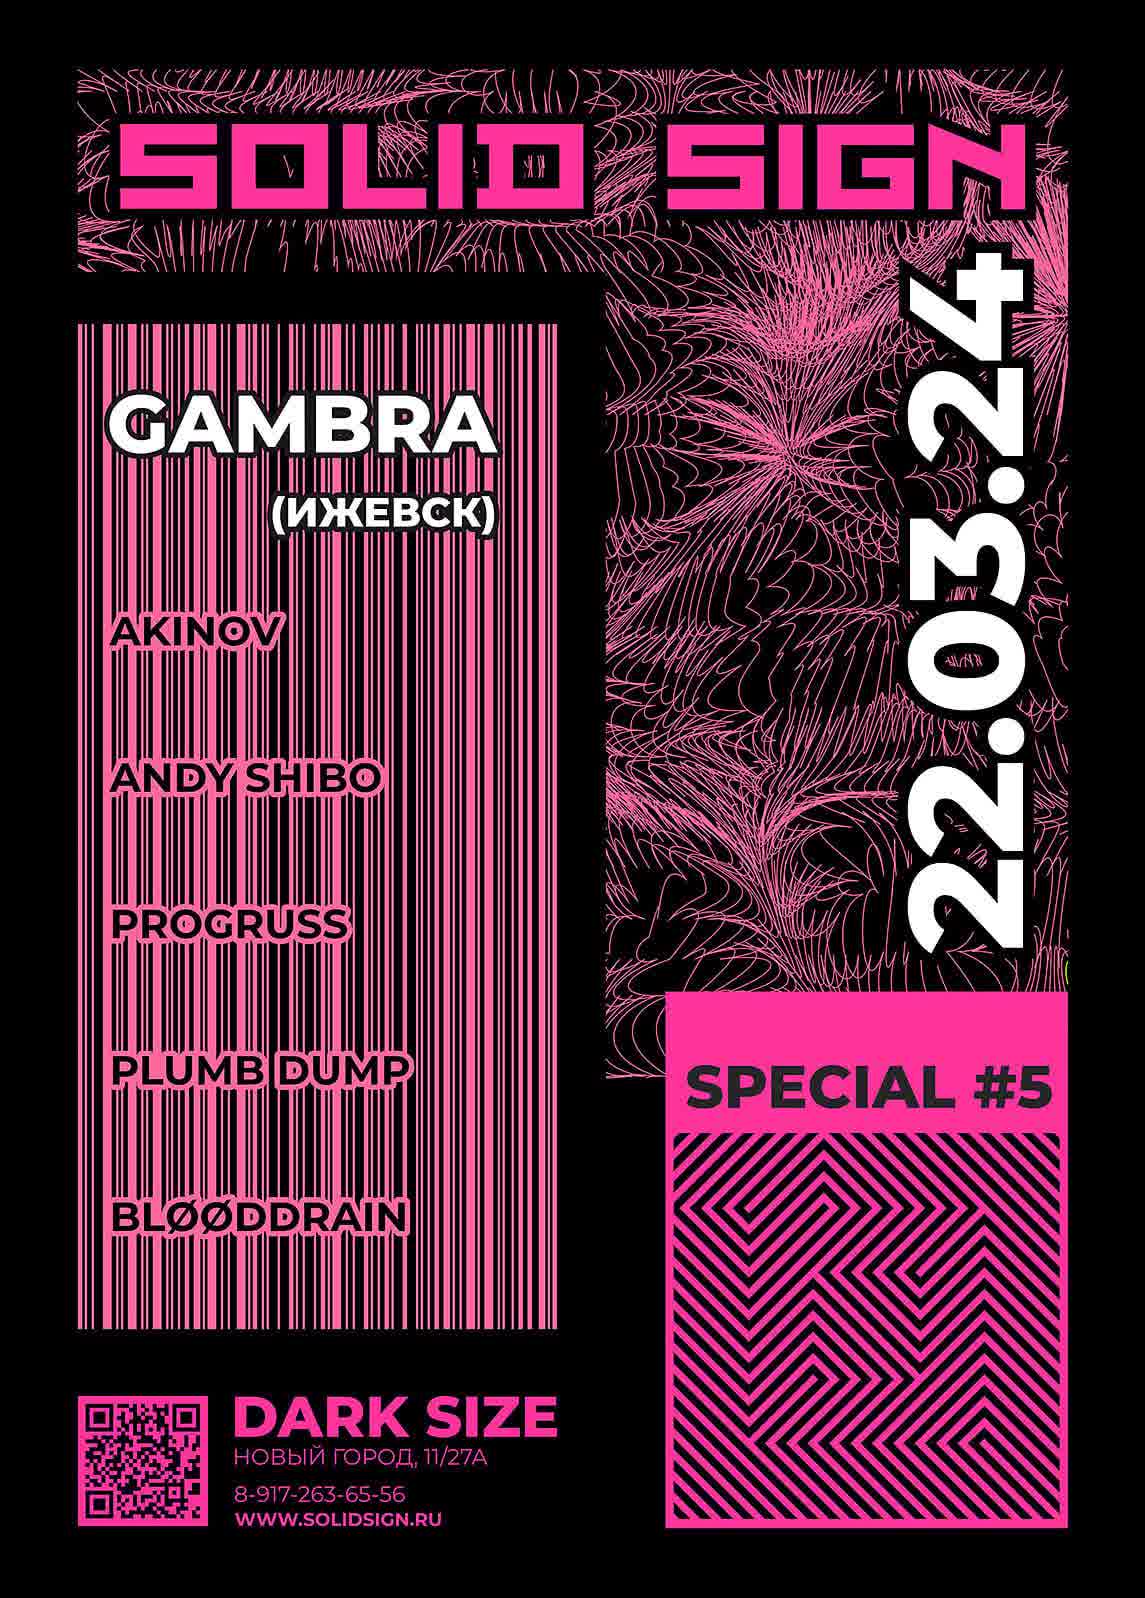 SOLID SIGN
22.03.24
GAMBRA
(ИЖЕВСК)
AKINOV
ANDY SHIBO
PROGRUSS
PLUMB DUMP
BLØØDDRAIN
SPECIAL #5
DARK SIZE
НОВЫЙ ГОРОД, 11/27А
8-917-263-65-56
WWW.SOLIDSIGN.RU